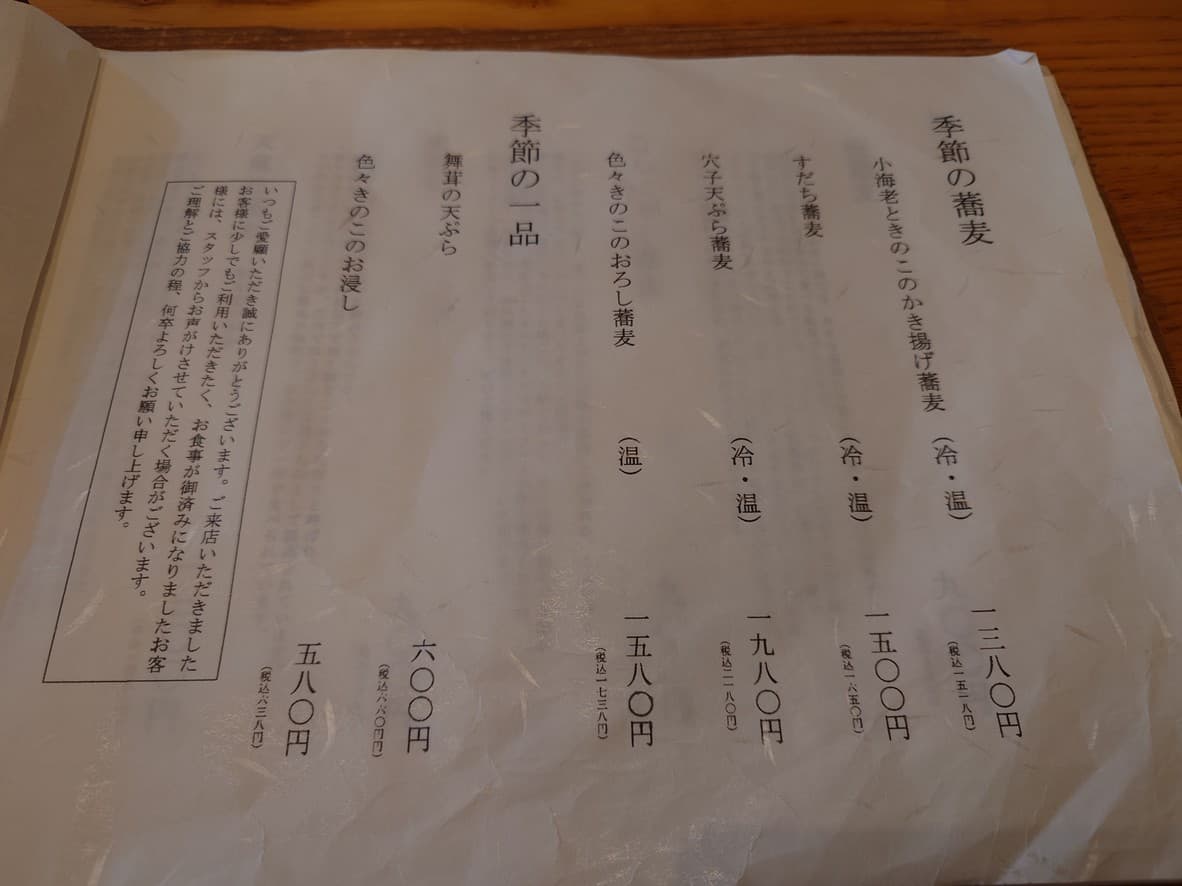 季節の蕎麦
小海老ときのこのかき揚げ蕎麦 (冷・温) 一三八〇円
(税込一五一八円)
すだち蕎麦 (冷・温) 一五〇〇円
(税込一六五〇円)
穴子天ぷら蕎麦 (冷・温) 一九八〇円
(税込二一八〇円)
色々きのこのおろし蕎麦 (温) 一五八〇円
(税込一七三八円)
季節の一品
舞茸の天ぷら 六〇〇円
(税込六六〇円円)
色々きのこのお浸し 五八〇円
(税込六三八円)
いつもご愛顧いただき誠にありがとうございます。ご来店いただきました
お客様に少しでもご利用いただきたく、お食事が御済みになりましたお客
様には、スタッフからお声がけさせていただく場合がございます。
ご理解とご協力の程、何卒よろしくお願い申し上げます。